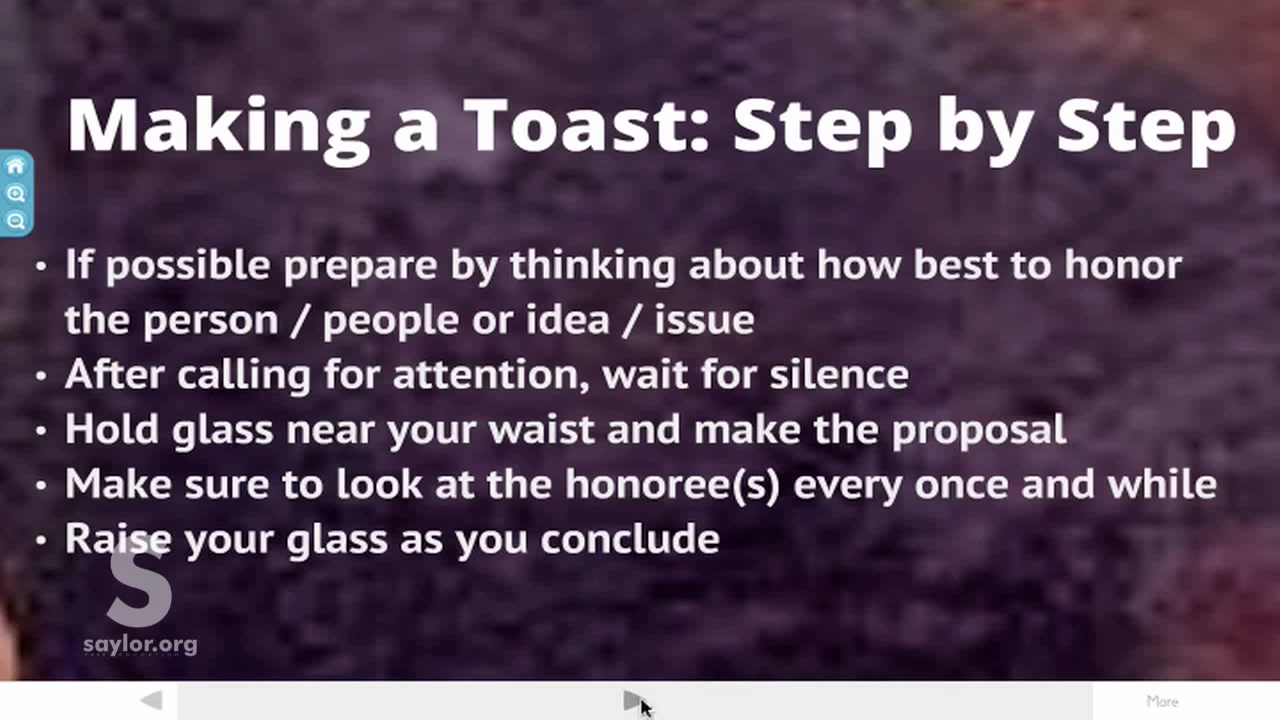 Making a Toast: Step by Step
• If possible prepare by thinking about how best to honor
the person / people or idea / issue
• After calling for attention, wait for silence
• Hold glass near your waist and make the proposal
• Make sure to look at the honoree(s) every once and while
• Raise your glass as you conclude
S
saylor.org
More